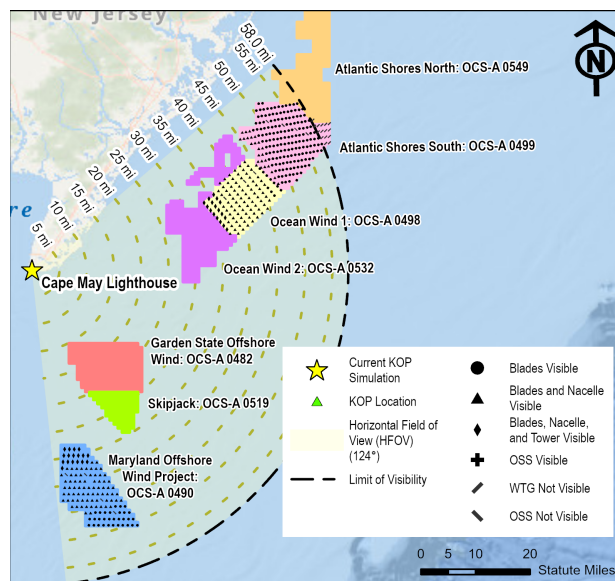 New Jersey
58.0 mi
55 mi
50 mi
45 mi
40 mi
35 mi
30 mi
25 mi
20 mi
15 mi
10 mi
5 mi
N
Atlantic Shores North: OCS-A 0549
Atlantic Shores South: OCS-A 0499
re
Ocean Wind 1: OCS-A 0498
Ocean Wind 2: OCS-A 0532
Cape May Lighthouse
Garden State Offshore
Wind: OCS-A 0482
Skipjack: OCS-A 0519
Maryland Offshore
Wind Project:
OCS-A 0490
Current KOP
Simulation
KOP Location
Horizontal Field of
View (HFOV)
(124°)
Limit of Visibility
Blades Visible
Blades and Nacelle
Visible
Blades, Nacelle,
and Tower Visible
OSS Visible
WTG Not Visible
OSS Not Visible
0 5 10 20
Statute Miles